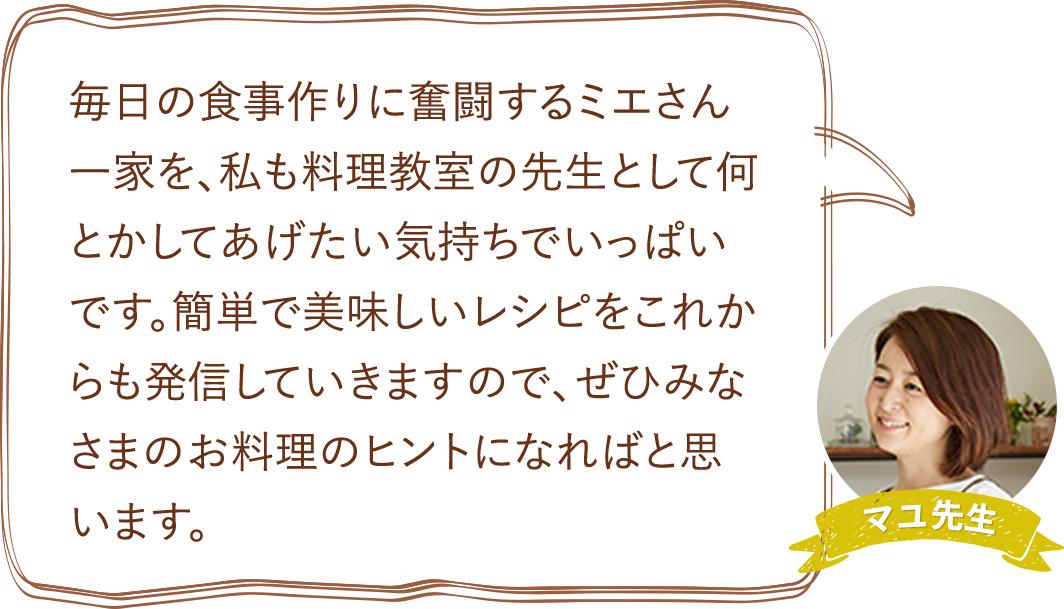 毎日の食事作りに奮闘するミエさん
一家を、私も料理教室の先生として何
とかしてあげたい気持ちでいっぱい
です。簡単で美味しいレシピをこれか
らも発信していきますので、ぜひみな
さまのお料理のヒントになればと思
います。
マユ先生